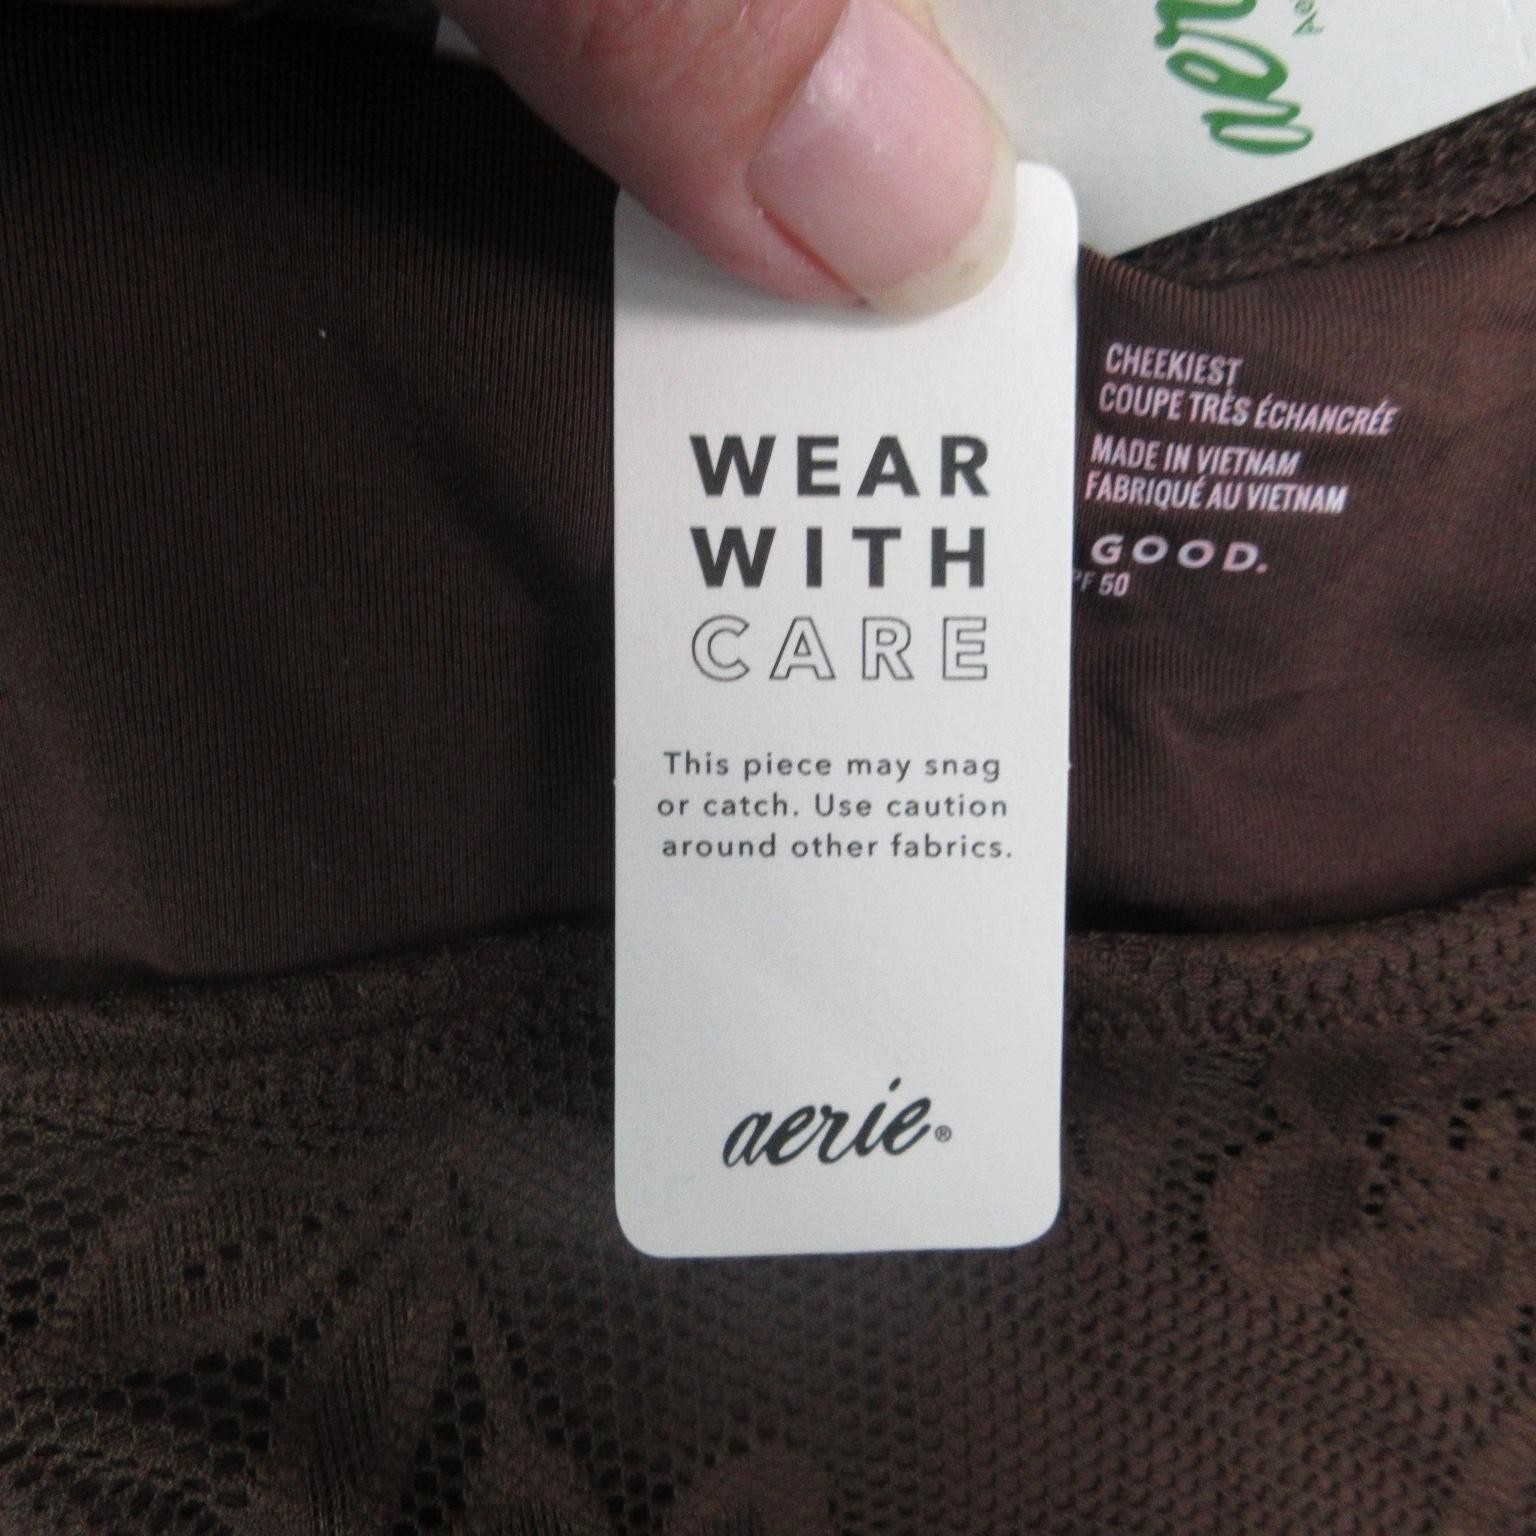 WEAR
WITH
CARE
This piece may snag
or catch. Use caution
around other fabrics.
aerie®
CHEEKIEST
COUPE TRÈS ÉCHANCRÉE
MADE IN VIETNAM
FABRIQUÉ AU VIETNAM
GOOD.
50